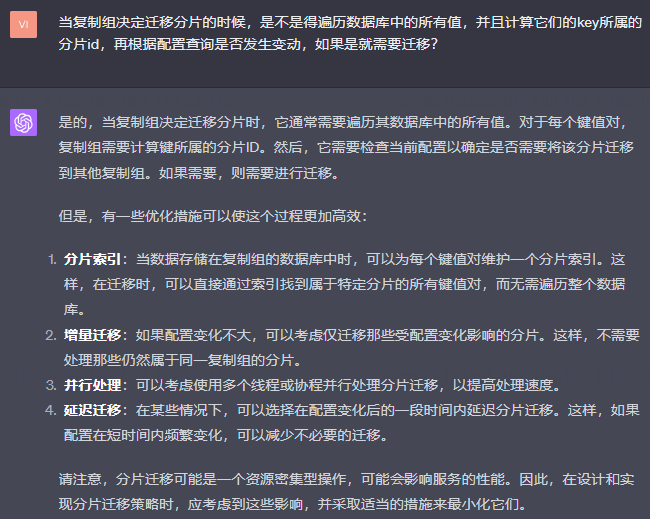 VI
当复制组决定迁移分片的时候，是不是得遍历数据库中的所有值，并且计算它们的key所属的
分片id，再根据配置查询是否发生变动，如果是就需要迁移？
是的，当复制组决定迁移分片时，它通常需要遍历其数据库中的所有值。对于每个键值对，
复制组需要计算键所属的分片ID。然后，它需要检查当前配置以确定是否需要将该分片迁移
到其他复制组。如果需要，则需要进行迁移。
但是，有一些优化措施可以使这个过程更加高效：
1. 分片索引：当数据存储在复制组的数据库中时，可以为每个键值对维护一个分片索引。这
样，在迁移时，可以直接通过索引找到属于特定分片的所有键值对，而无需遍历整个数据
库。
2. 增量迁移：如果配置变化不大，可以考虑仅迁移那些受配置变化影响的分片。这样，不需要
处理那些仍然属于同一复制组的分片。
3. 并行处理：可以考虑使用多个线程或协程并行处理分片迁移，以提高处理速度。
4. 延迟迁移：在某些情况下，可以选择在配置变化后的一段时间内延迟分片迁移。这样，如果
配置在短时间内频繁变化，可以减少不必要的迁移。
请注意，分片迁移可能是一个资源密集型操作，可能会影响服务的性能。因此，在设计和实
现分片迁移策略时，应考虑到这些影响，并采取适当的措施来最小化它们。